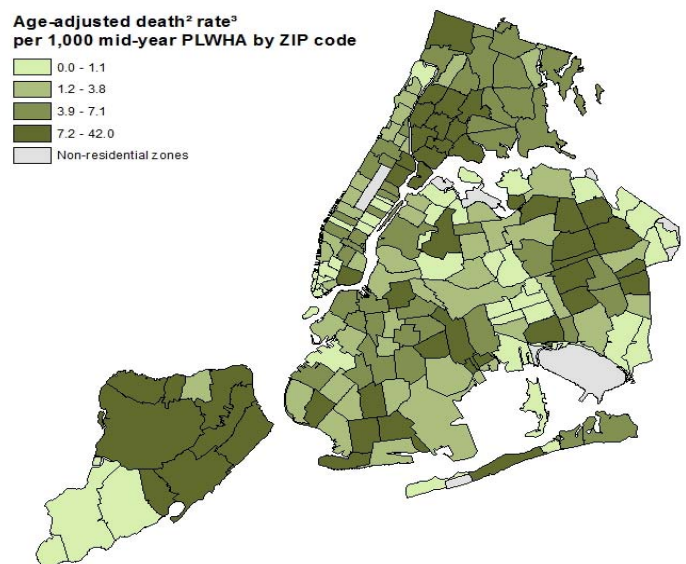 Age-adjusted death² rate³
per 1,000 mid-year PLWHA by ZIP code
0.0 - 1.1
1.2 - 3.8
3.9 - 7.1
7.2 - 42.0
Non-residential zones